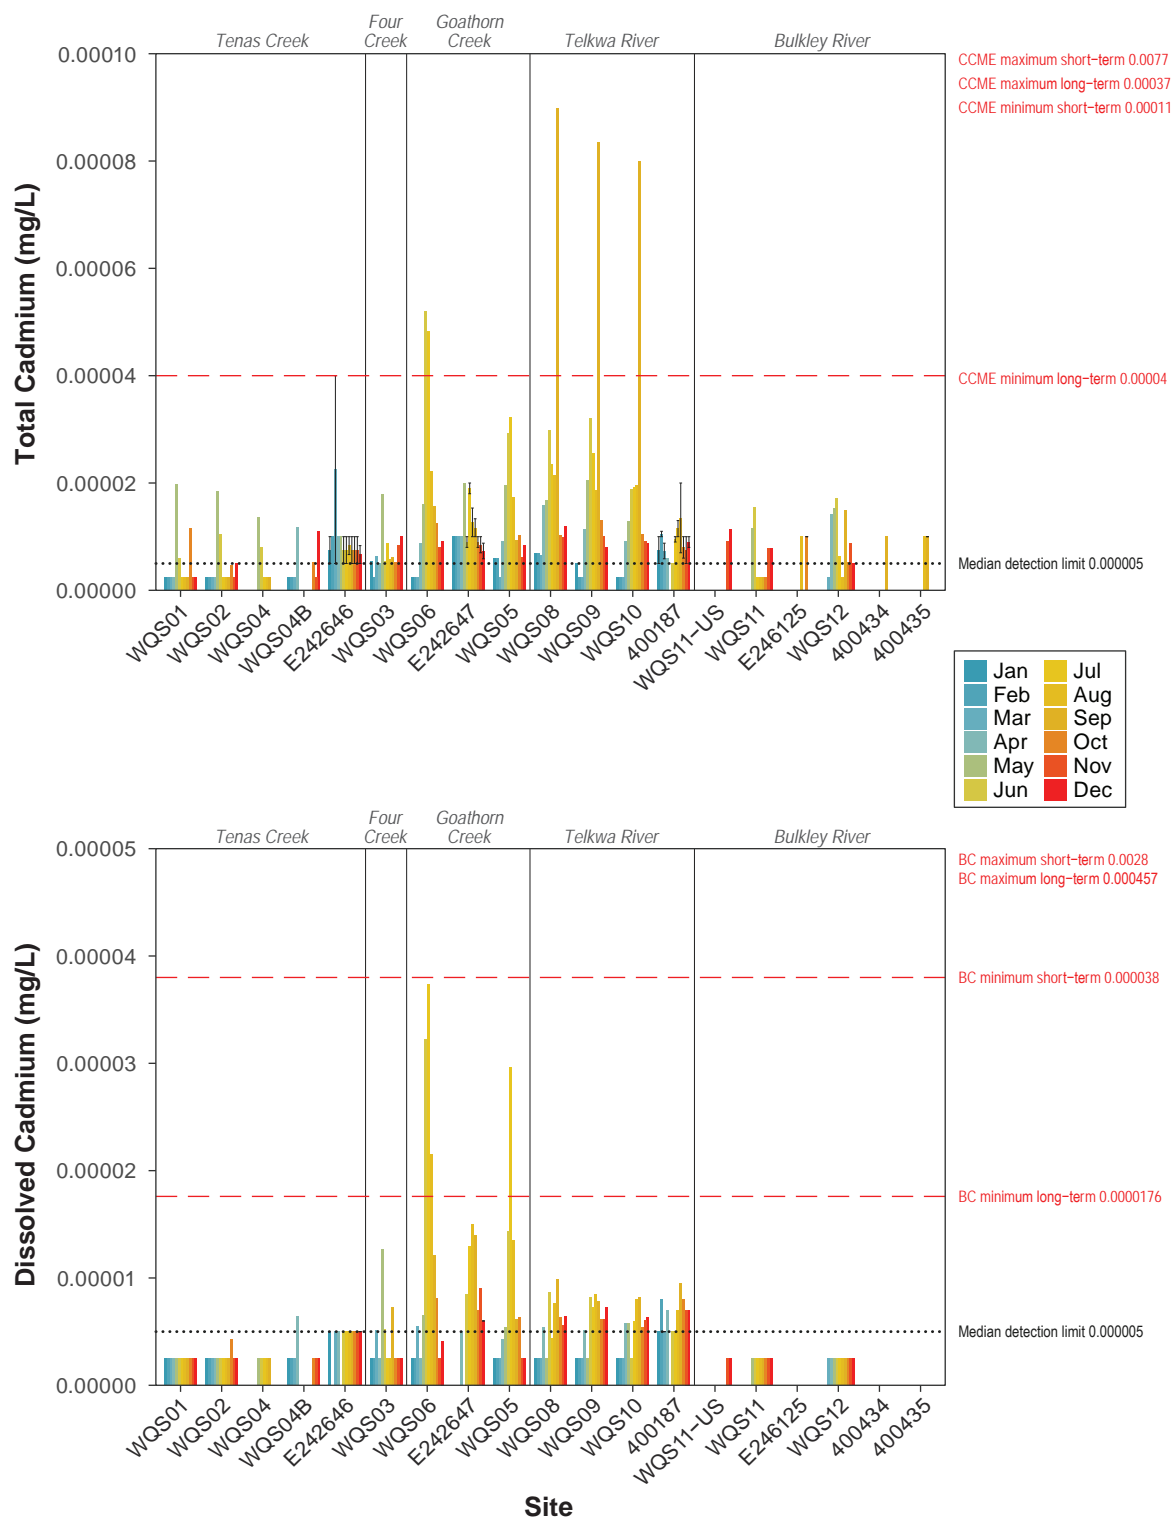 Tenas Creek
Four Creek
Goathorn Creek
Telkwa River
Bulkley River
Total Cadmium (mg/L)
0.00010
0.00008
0.00006
0.00004
0.00002
0.00000
CCME maximum short−term 0.0077
CCME maximum long−term 0.00037
CCME minimum short−term 0.00011
CCME minimum long−term 0.00004
Median detection limit 0.000005
WQS01
WQS02
WQS04
WQS04B
E242646
WQS03
WQS06
E242647
WQS05
WQS08
WQS09
WQS10
400187
WQS11−US
WQS11
E246125
WQS12
400434
400435
Jan
Feb
Mar
Apr
May
Jun
Jul
Aug
Sep
Oct
Nov
Dec
Tenas Creek
Four Creek
Goathorn Creek
Telkwa River
Bulkley River
Dissolved Cadmium (mg/L)
0.00005
0.00004
0.00003
0.00002
0.00001
0.00000
BC maximum short−term 0.0028
BC maximum long−term 0.000457
BC minimum short−term 0.000038
BC minimum long−term 0.0000176
Median detection limit 0.000005
WQS01
WQS02
WQS04
WQS04B
E242646
WQS03
WQS06
E242647
WQS05
WQS08
WQS09
WQS10
400187
WQS11−US
WQS11
E246125
WQS12
400434
400435
Site